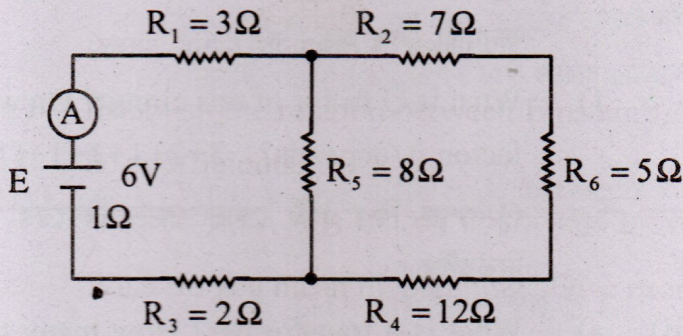 R₁ = 3Ω R₂ = 7Ω
A
E 6V R₅ = 8Ω R₆ = 5Ω
1Ω
R₃ = 2Ω R₄ = 12Ω